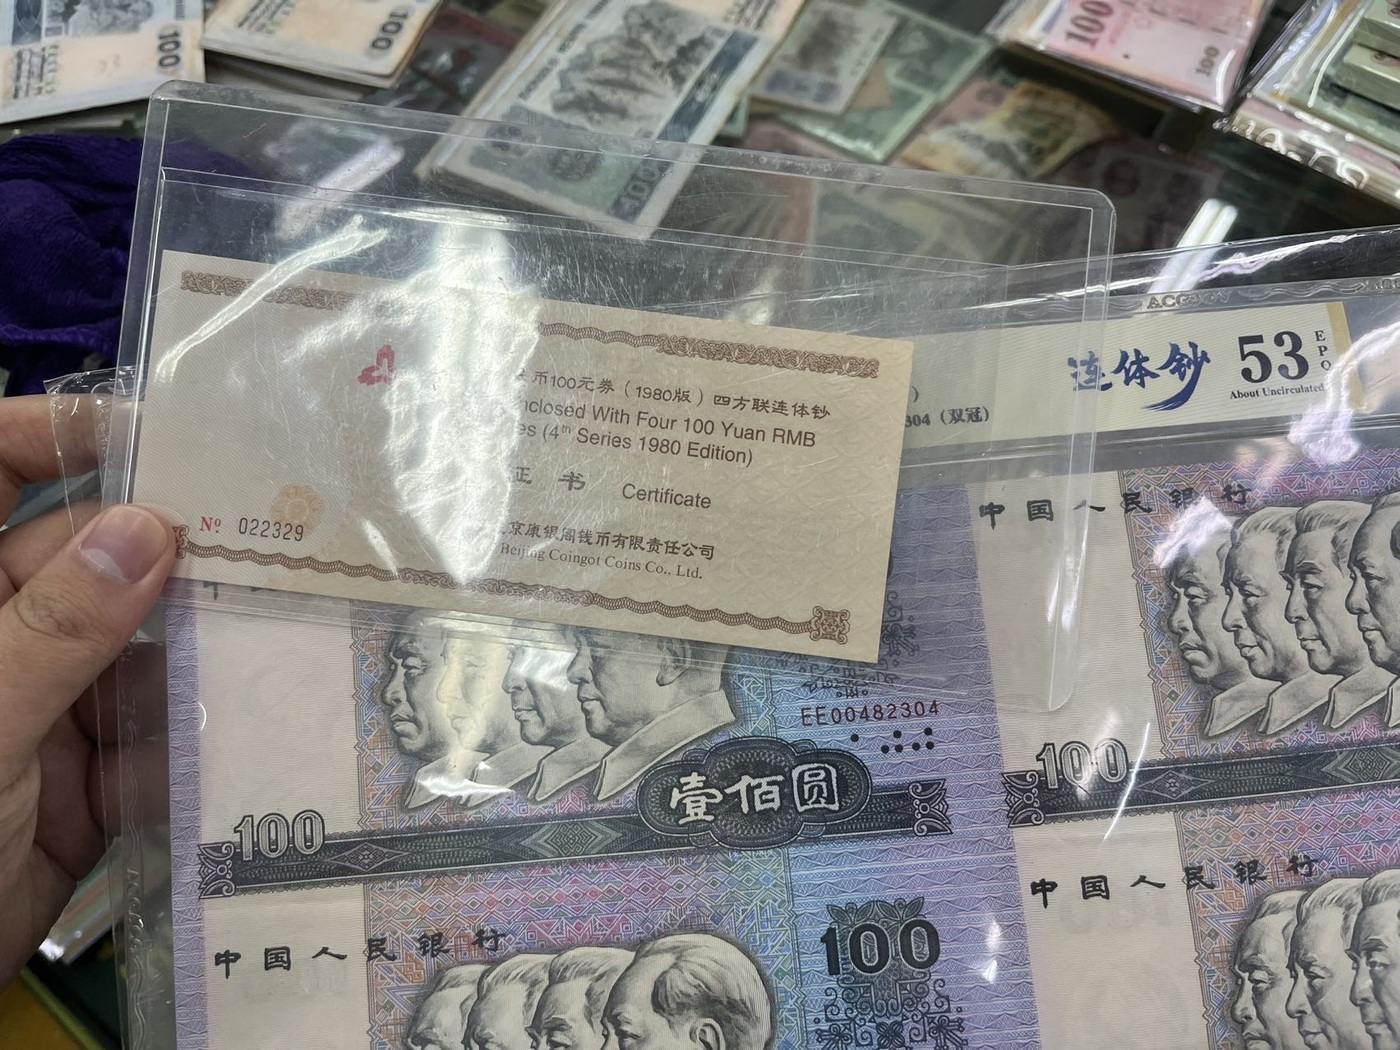 100
100
100
100
币100元券（1980版）四方联连体钞
nclosed With Four 100 Yuan RMB
es (4th Series 1980 Edition)
证书 Certificate
Nº 022329
京康银阁钱币有限责任公司
Beijing Coingot Coins Co., Ltd.
连体钞 53 EPQ
About Uncirculated
304（双冠）
中国人民银行
EE00482304
壹佰圆
100
100
中国人民银行
中国人民银行
100